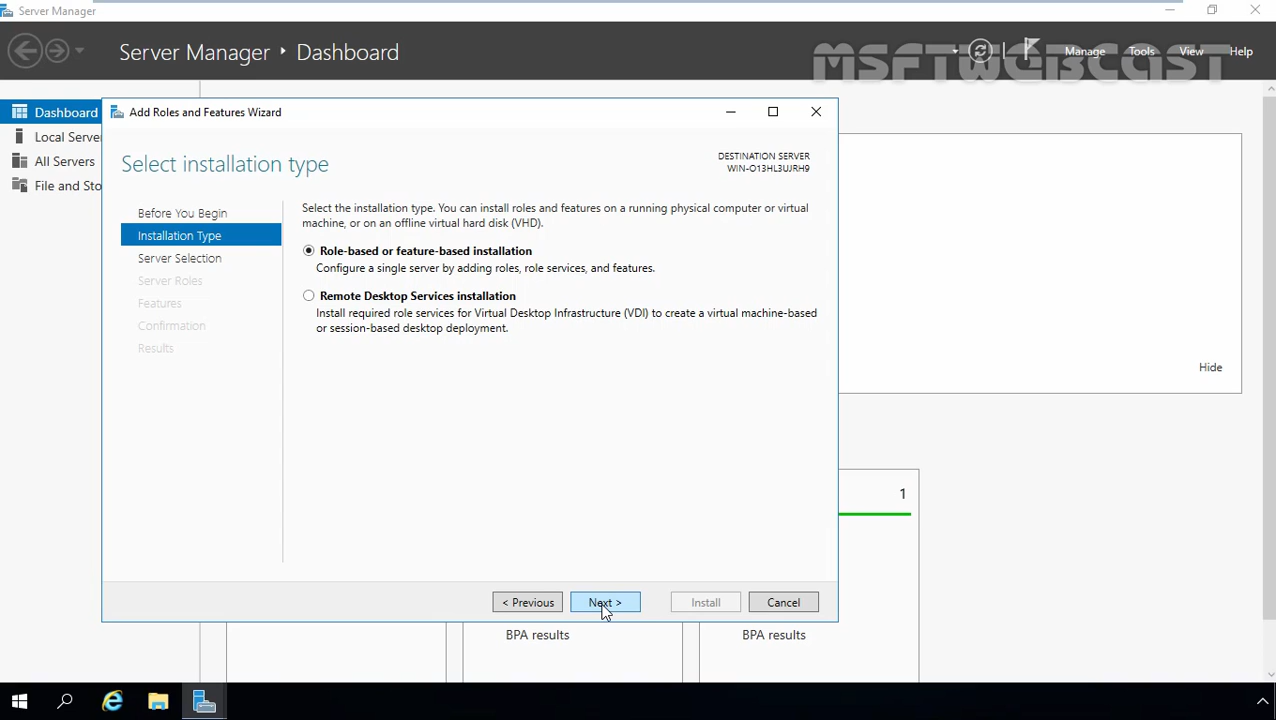 Server Manager
Server Manager • Dashboard
MSFTWEBCAST
Manage Tools View Help
Dashboard
Local Serve
All Servers
File and Sto
Add Roles and Features Wizard
Select installation type
DESTINATION SERVER
WIN-O13HL3UJRH9
Before You Begin
Installation Type
Server Selection
Server Roles
Features
Confirmation
Results
Select the installation type. You can install roles and features on a running physical computer or virtual
machine, or on an offline virtual hard disk (VHD).
Role-based or feature-based installation
Configure a single server by adding roles, role services, and features.
Remote Desktop Services installation
Install required role services for Virtual Desktop Infrastructure (VDI) to create a virtual machine-based
or session-based desktop deployment.
Hide
1
< Previous
Next >
Install
Cancel
BPA results
BPA results